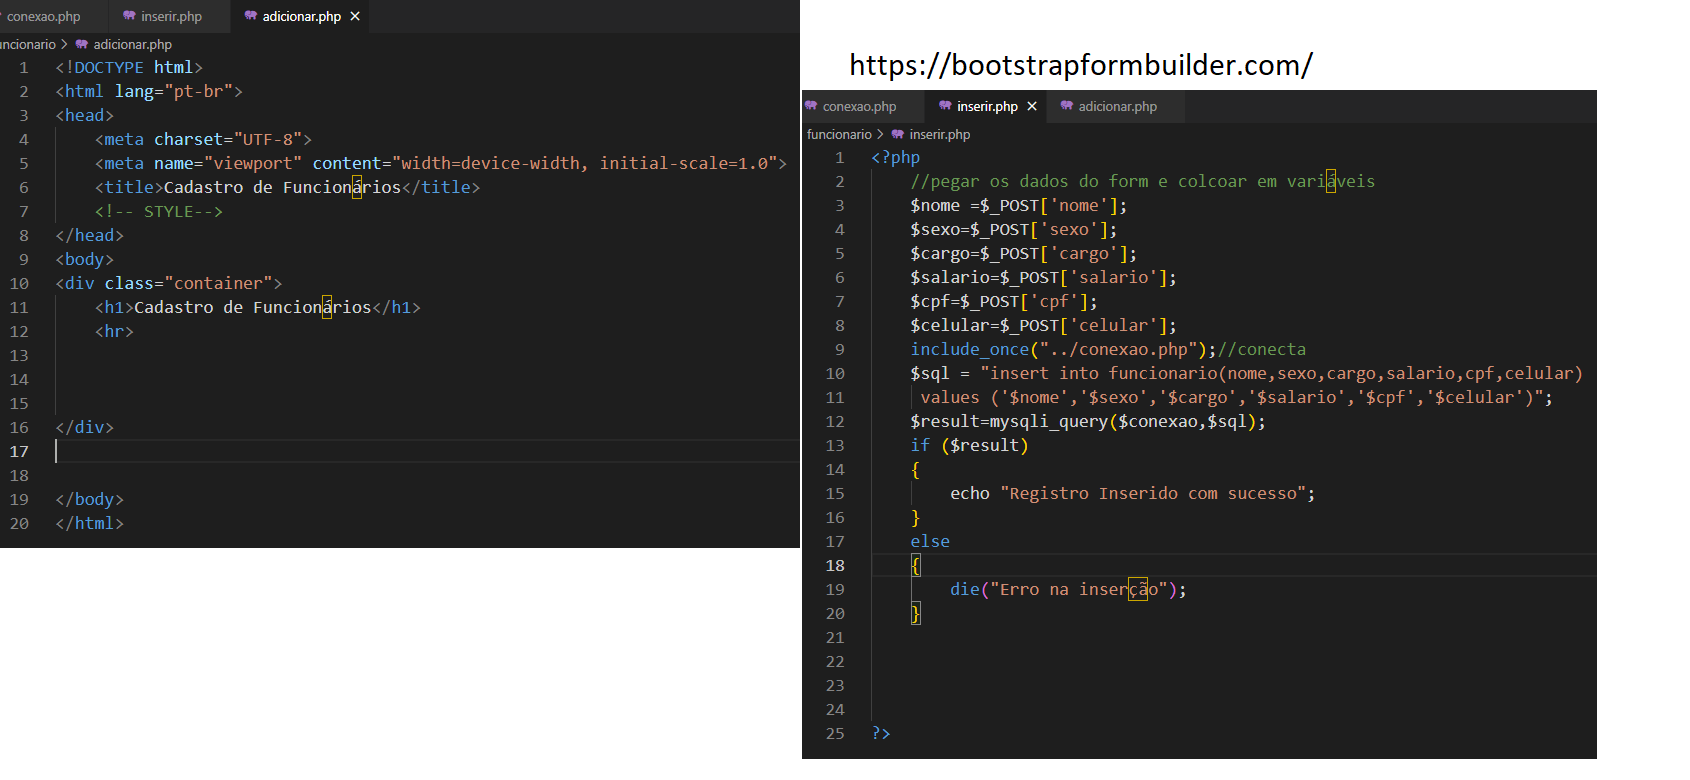 conexao.php inserir.php adicionar.php ×
uncionario > adicionar.php
1 <!DOCTYPE html>
2 <html lang="pt-br">
3 <head>
4 <meta charset="UTF-8">
5 <meta name="viewport" content="width=device-width, initial-scale=1.0">
6 <title>Cadastro de Funcionários</title>
7 <!-- STYLE-->
8 </head>
9 <body>
10 <div class="container">
11 <h1>Cadastro de Funcionários</h1>
12 <hr>
13
14
15
16 </div>
17
18
19 </body>
20 </html>
https://bootstrapformbuilder.com/
conexao.php inserir.php × adicionar.php
funcionario > inserir.php
1 <?php
2 //pegar os dados do form e colcoar em variáveis
3 $nome =$_POST['nome'];
4 $sexo=$_POST['sexo'];
5 $cargo=$_POST['cargo'];
6 $salario=$_POST['salario'];
7 $cpf=$_POST['cpf'];
8 $celular=$_POST['celular'];
9 include_once("../conexao.php");//conecta
10 $sql = "insert into funcionario(nome,sexo,cargo,salario,cpf,celular)
11 values ('$nome','$sexo','$cargo','$salario','$cpf','$celular')";
12 $result=mysqli_query($conexao,$sql);
13 if ($result)
14 {
15 echo "Registro Inserido com sucesso";
16 }
17 else
18 {
19 die("Erro na inserção");
20 }
21
22
23
24
25 ?>